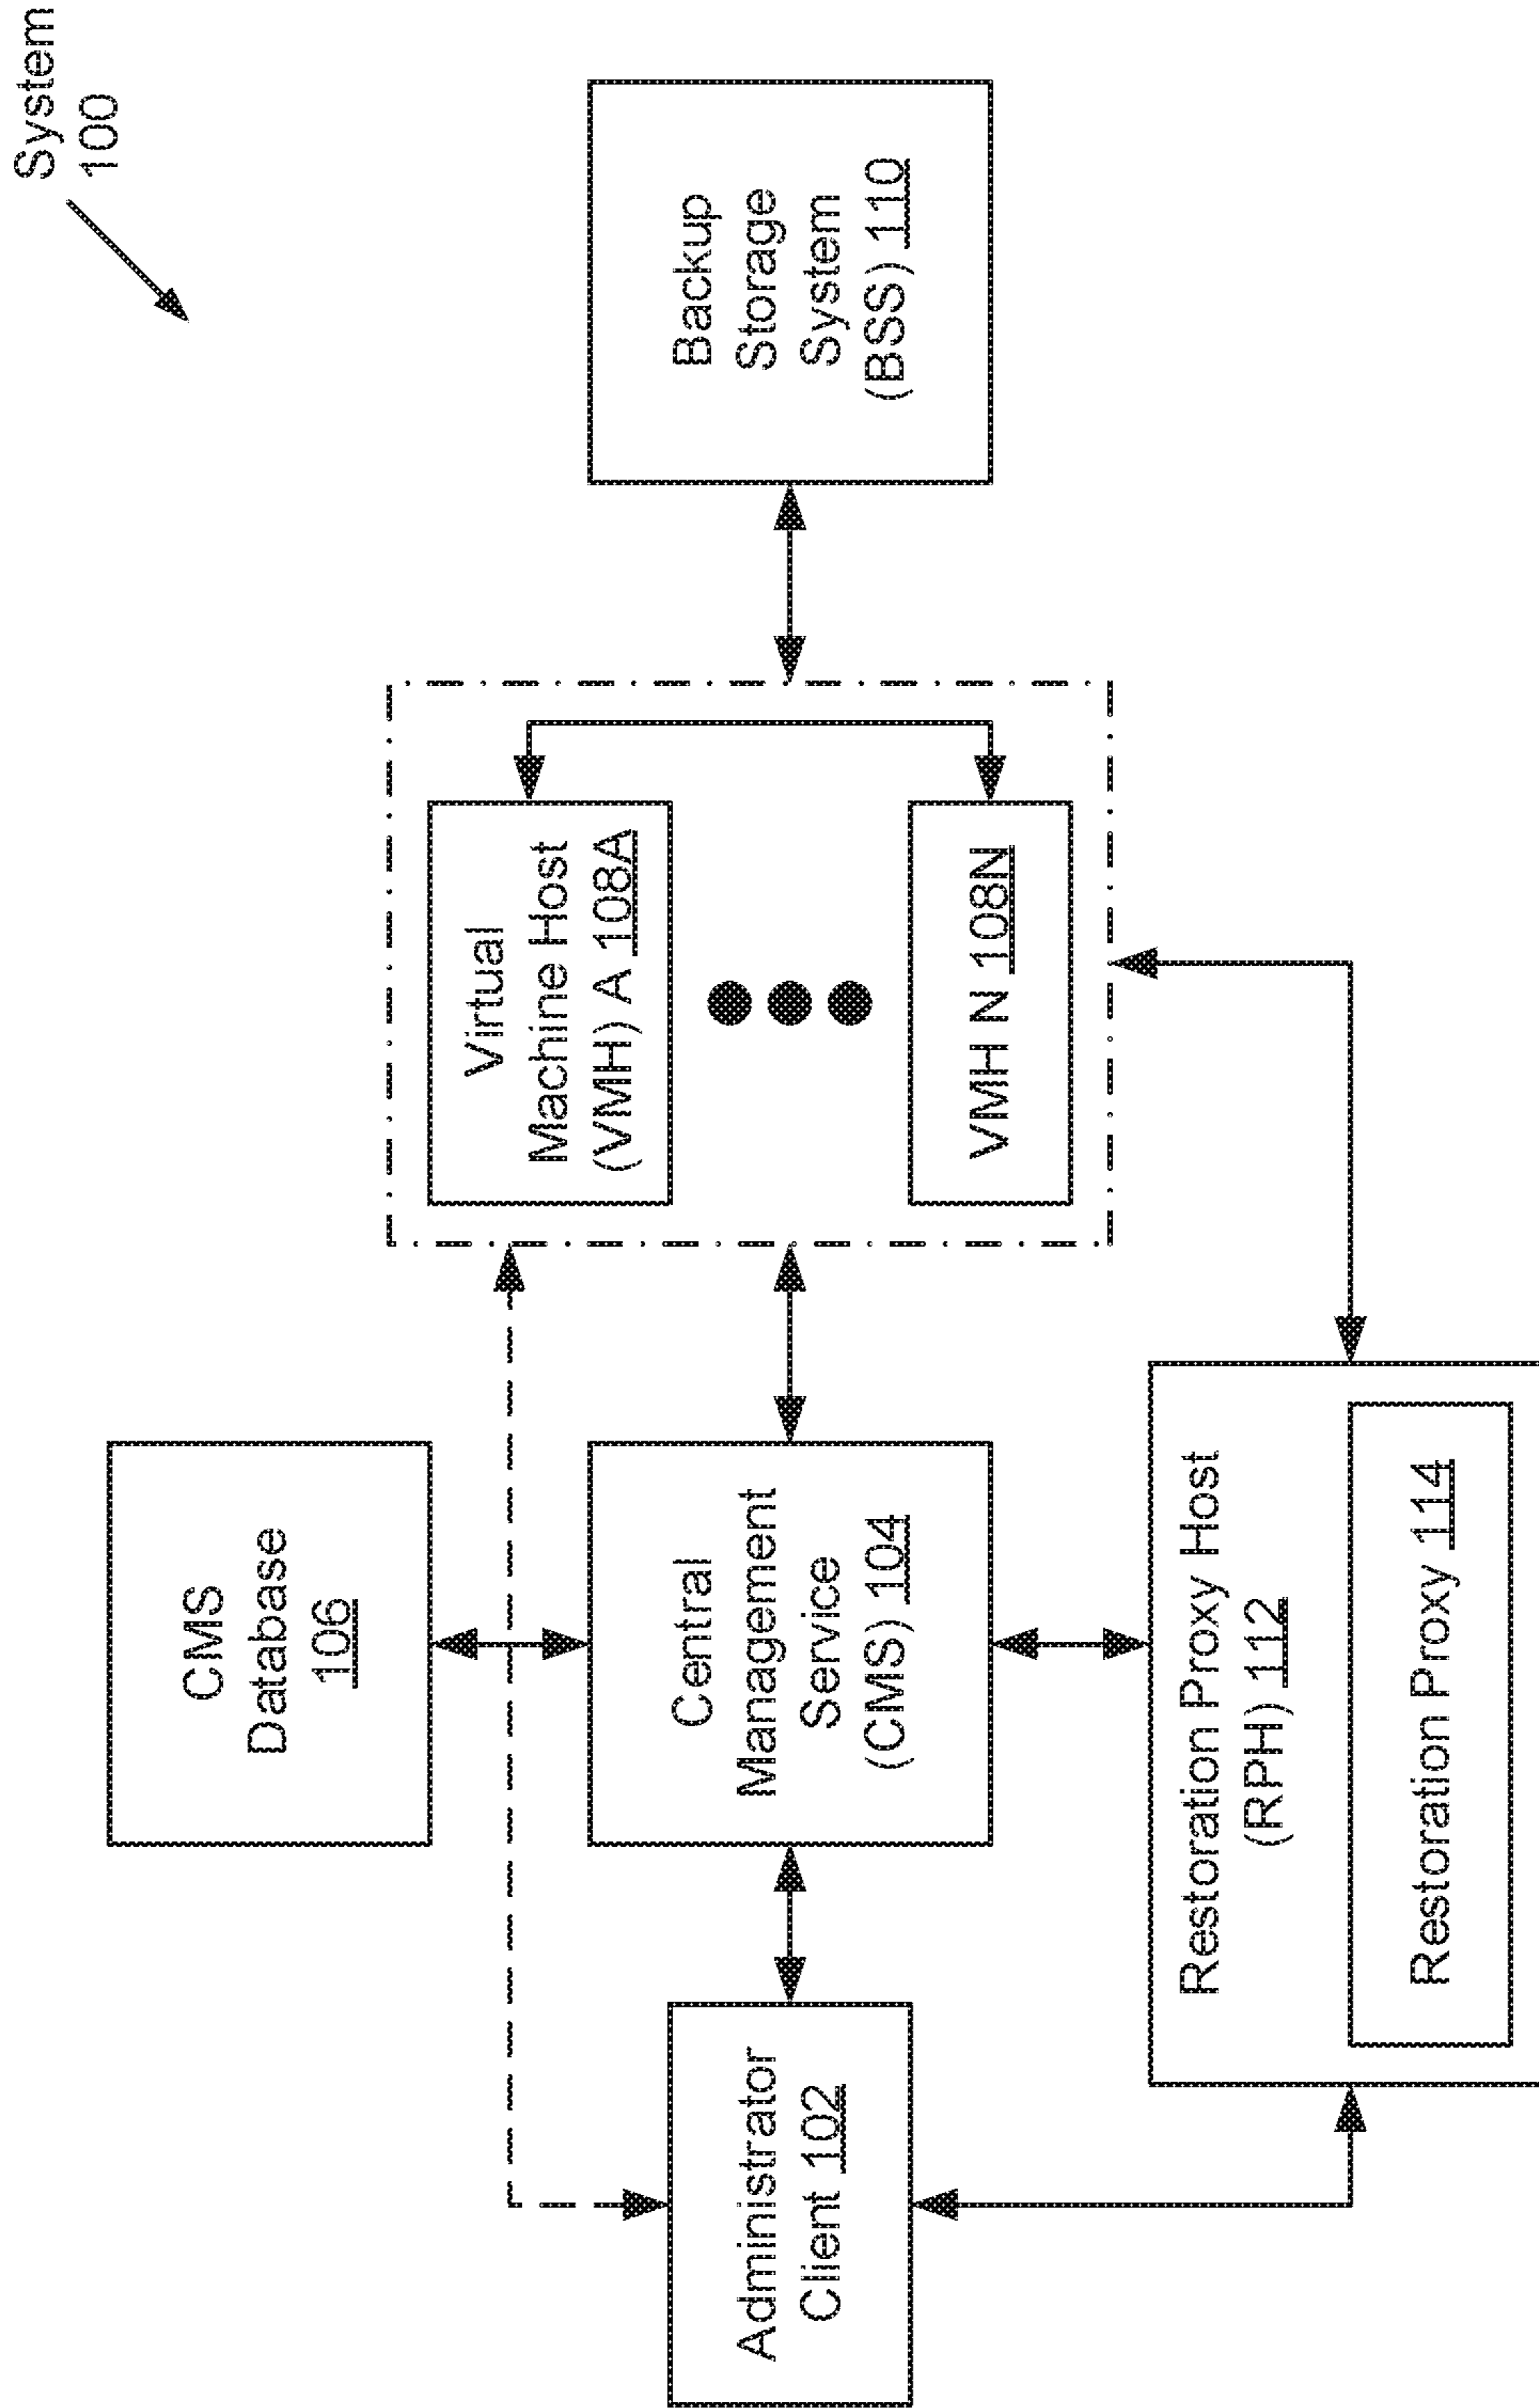 System
100
CMS
Database
106
Administrator
Client 102
Central
Management
Service
(CMS) 104
Virtual
Machine Host
(VMH) A 108A
VMH N 108N
Backup
Storage
System
(BSS) 110
Restoration Proxy Host
(RPH) 112
Restoration Proxy 114